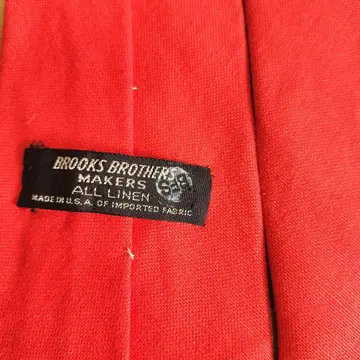 BROOKS BROTHERS
MAKERS
ALL LINEN
MADE IN U.S.A. OF IMPORTED FABRIC